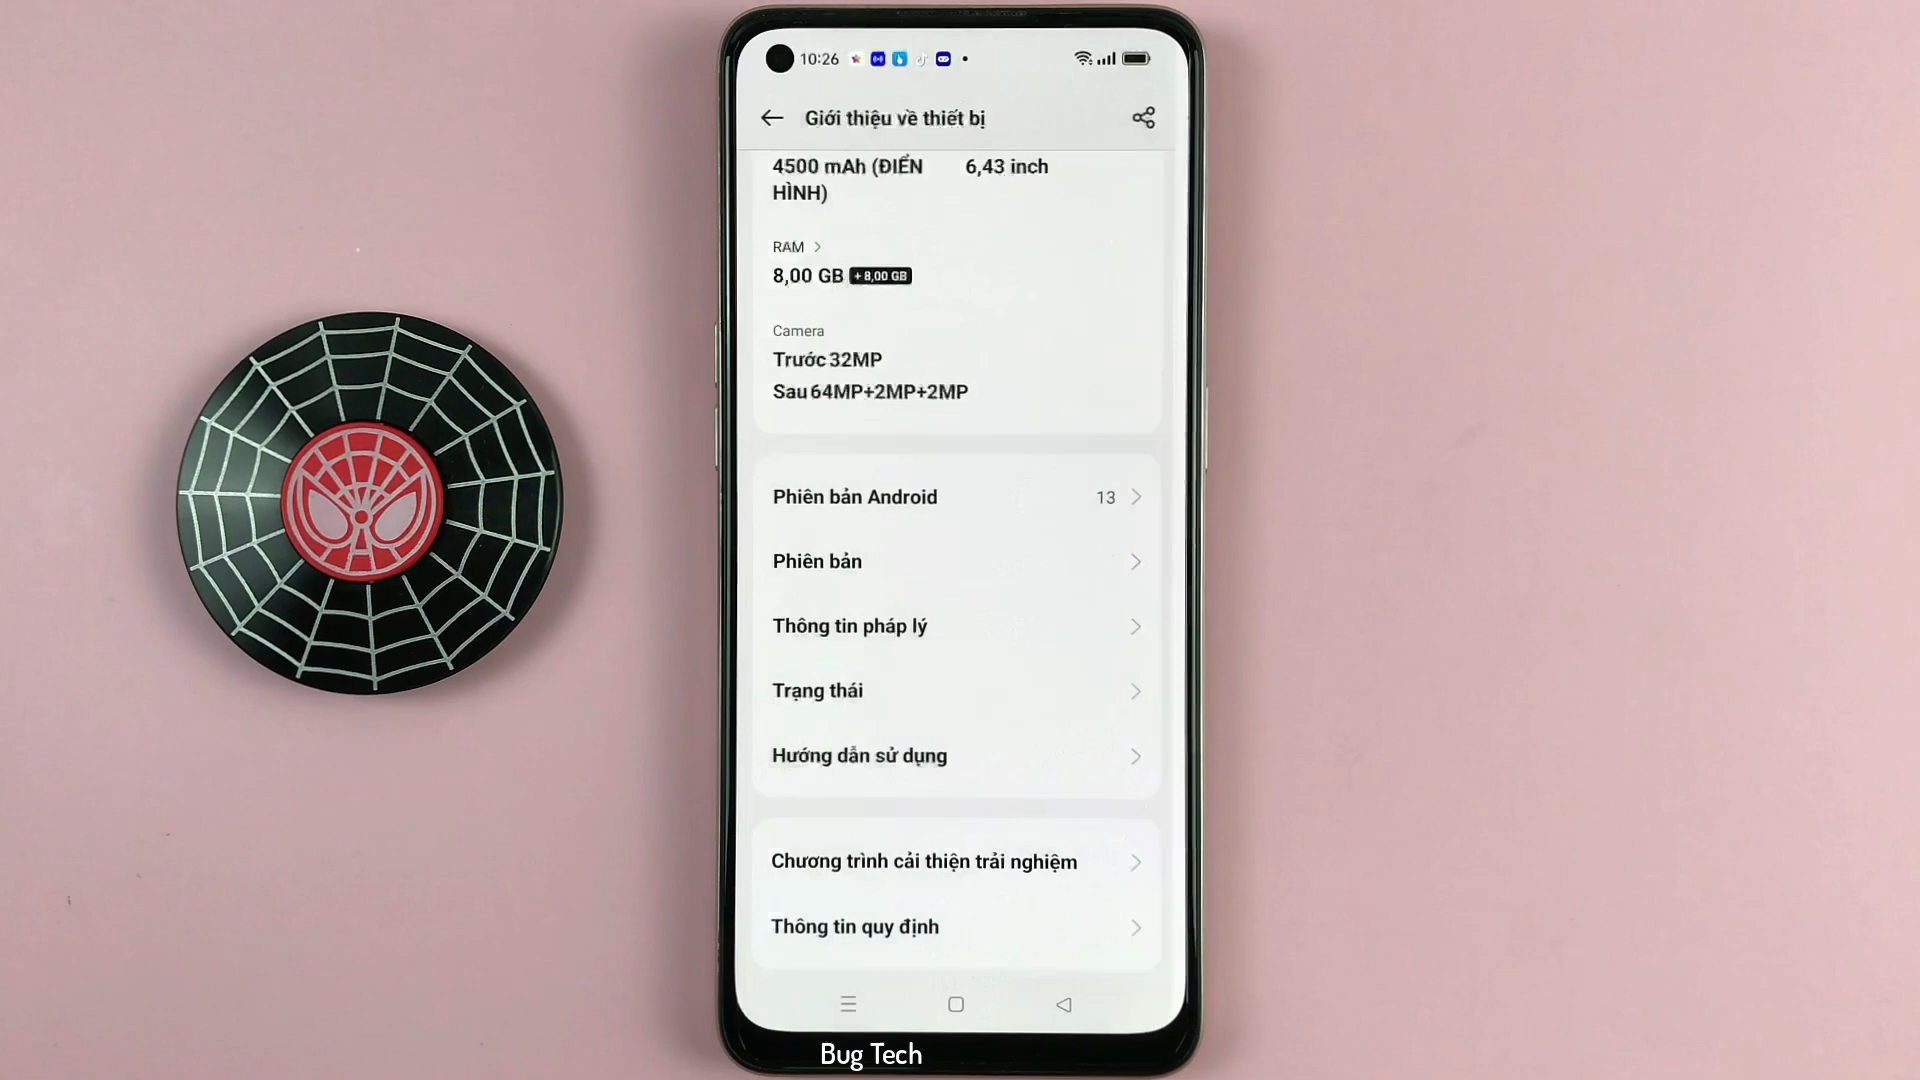 10:26
Giới thiệu về thiết bị
4500 mAh (ĐIỂN
HÌNH)
6,43 inch
RAM
8,00 GB +8,00 GB
Camera
Trước 32MP
Sau 64MP+2MP+2MP
Phiên bản Android 13
Phiên bản
Thông tin pháp lý
Trạng thái
Hướng dẫn sử dụng
Chương trình cải thiện trải nghiệm
Thông tin quy định
Bug Tech